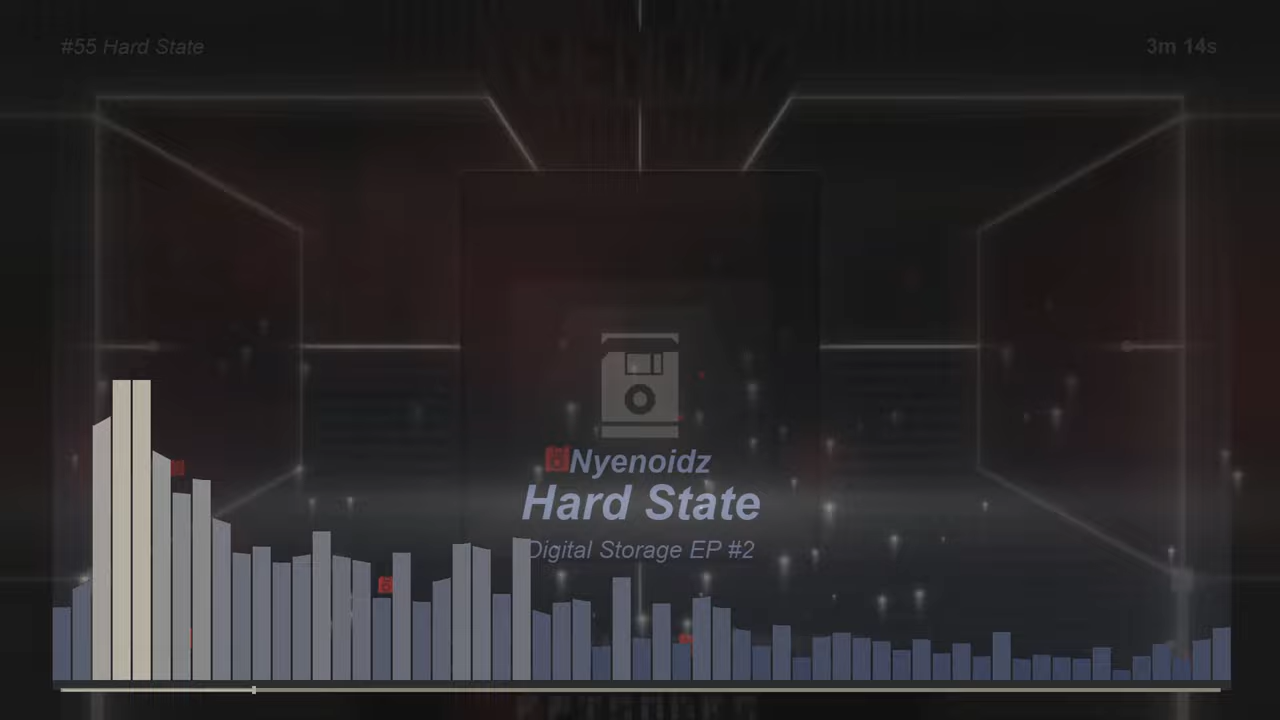 #55 Hard State
3m 14s
Nyenoidz
Hard State
Digital Storage EP #2